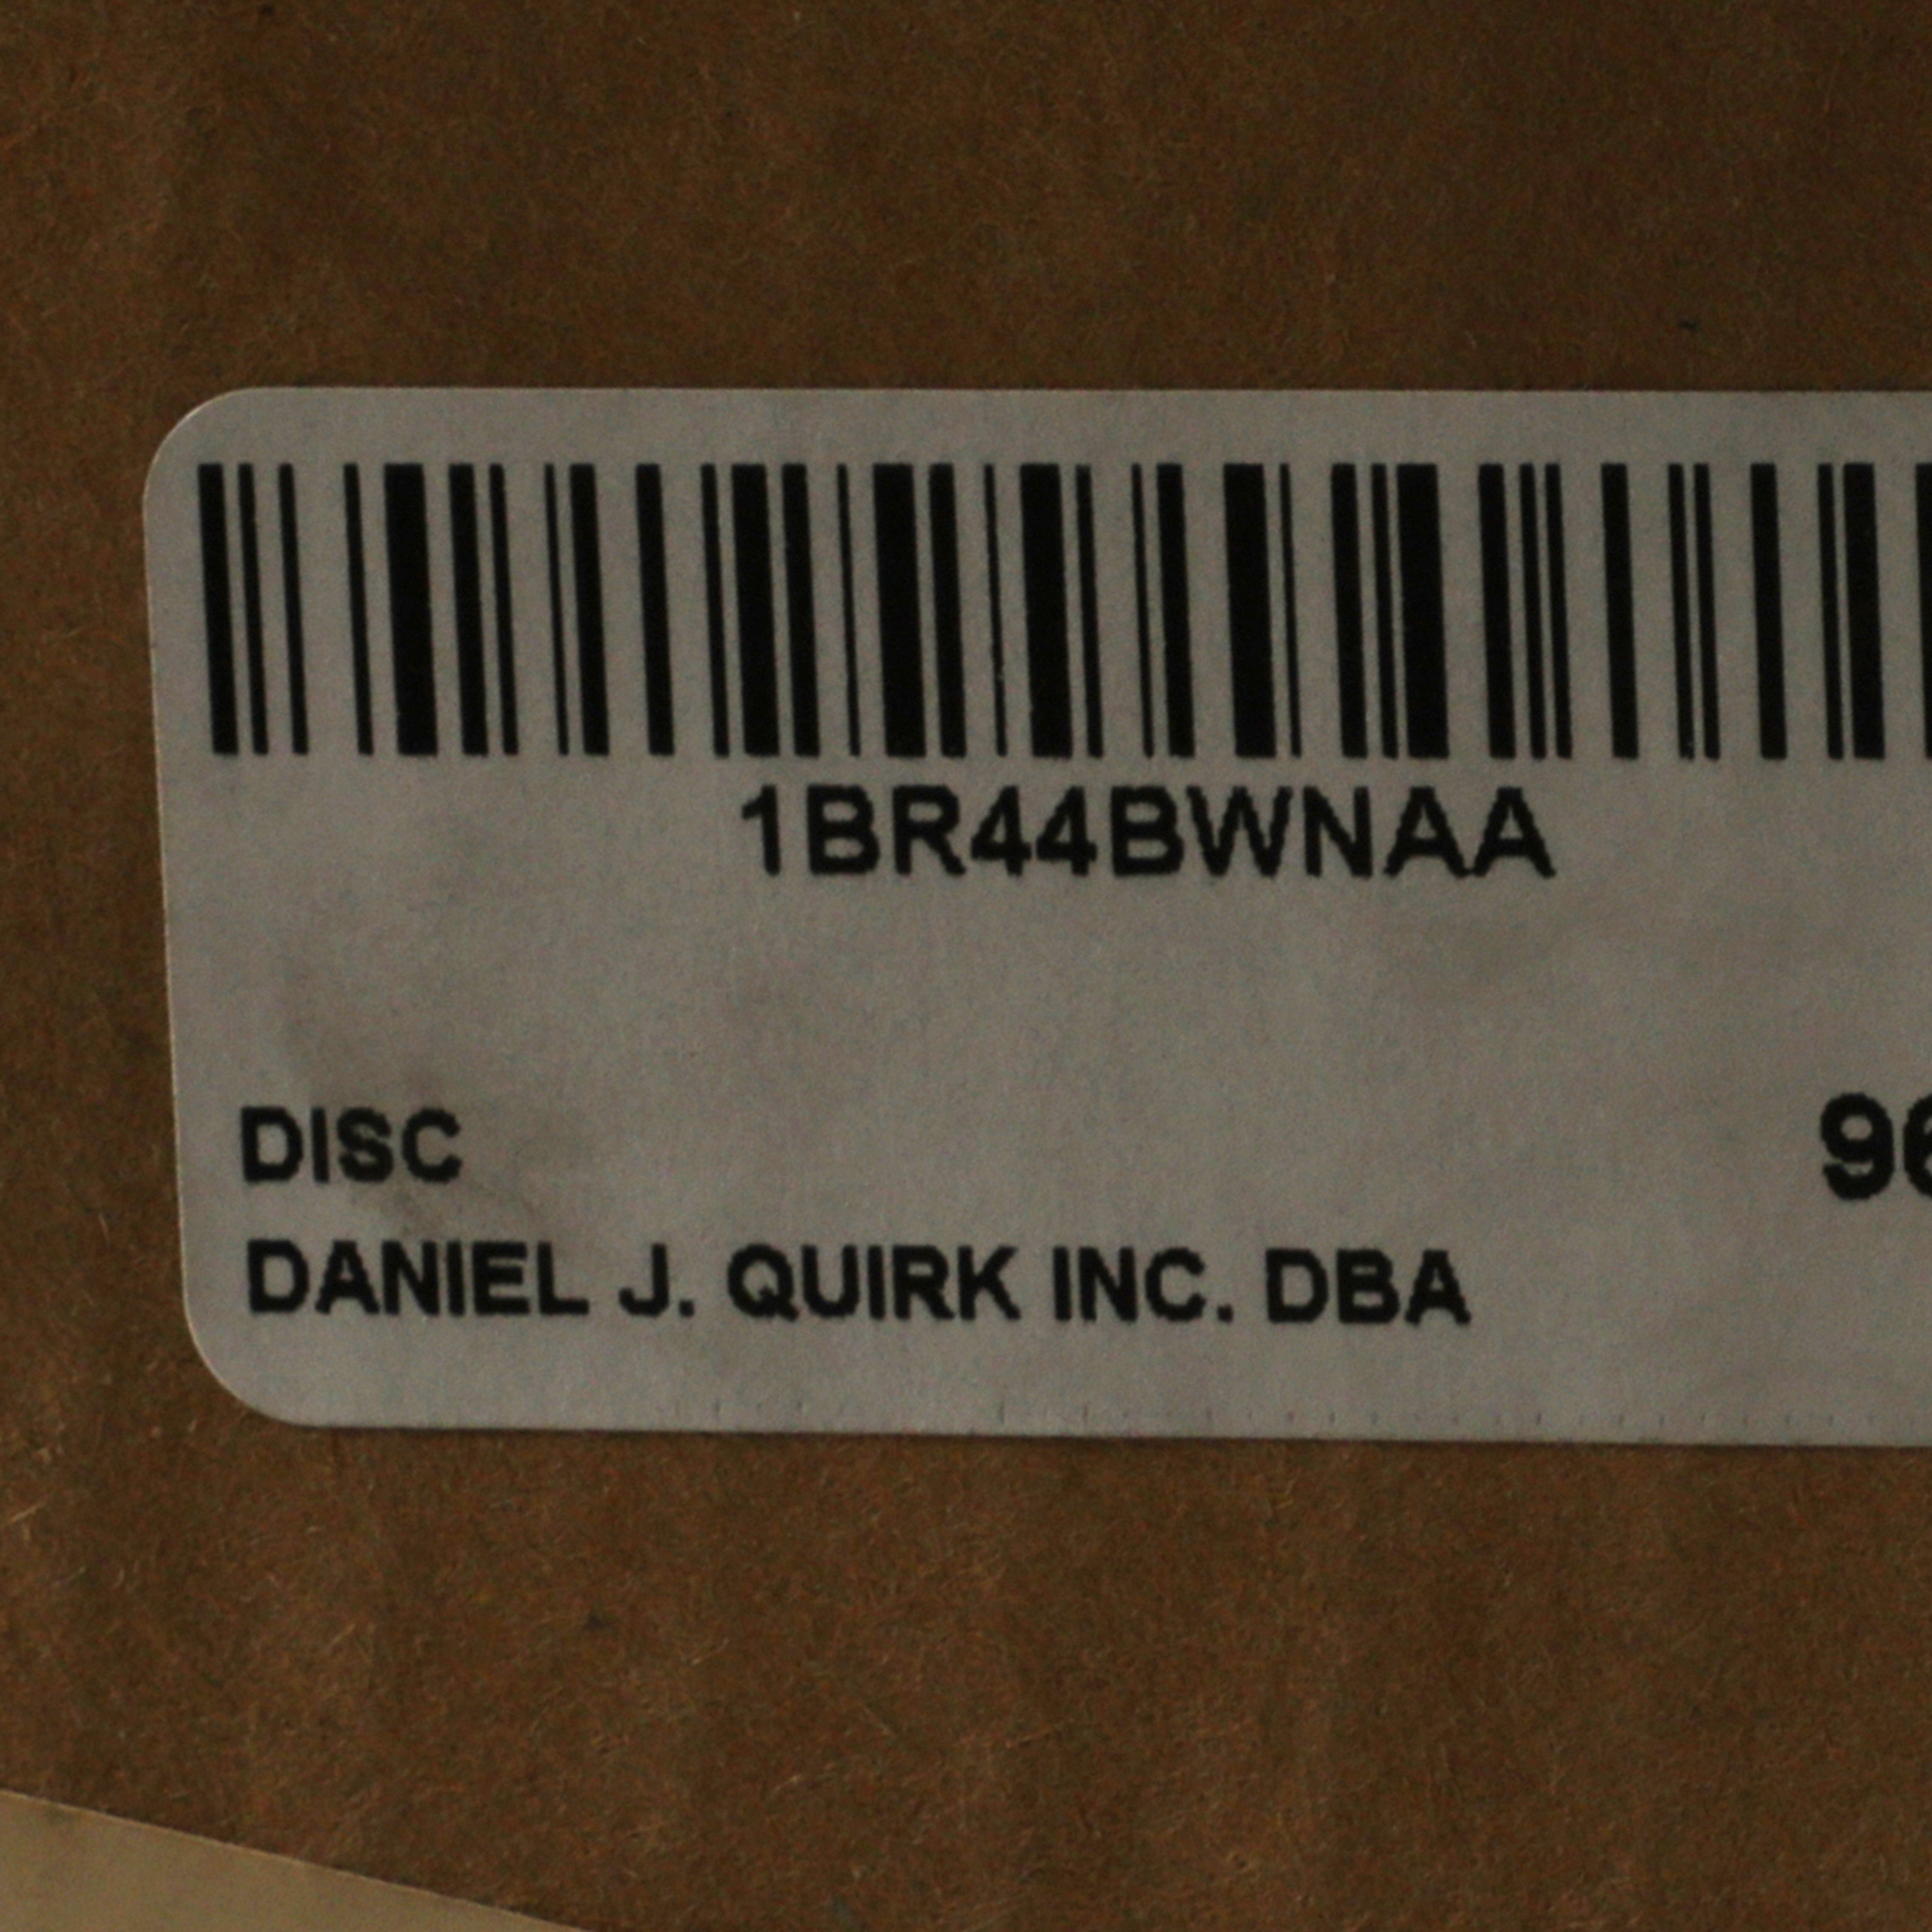 1BR44BWNAA
DISC
DANIEL J. QUIRK INC. DBA